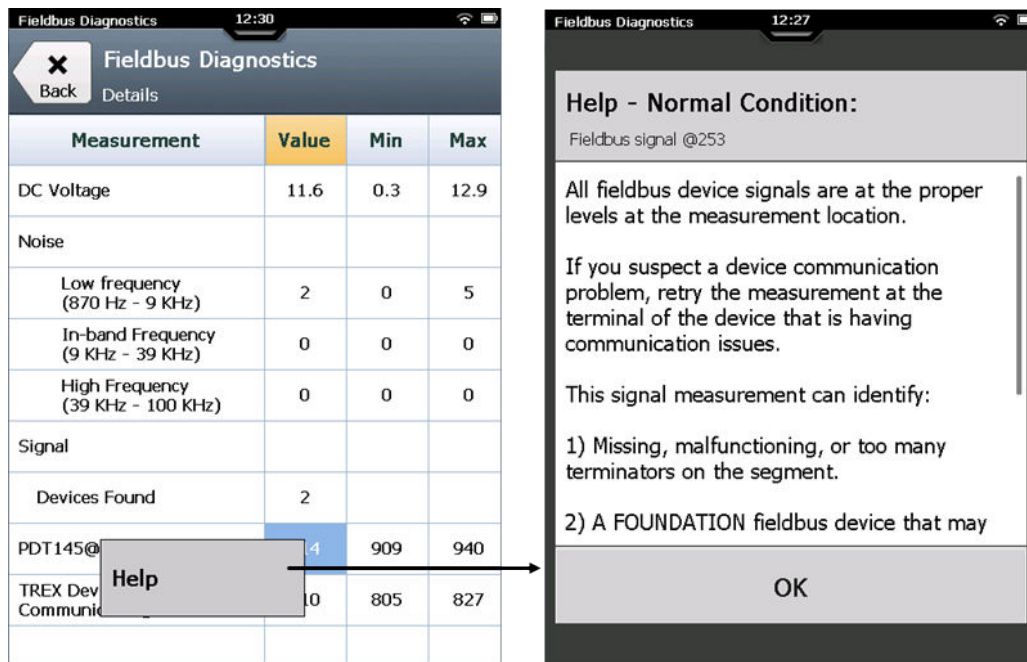 Fieldbus Diagnostics 12:30
Back
Fieldbus Diagnostics
Details
Measurement Value Min Max
DC Voltage 11.6 0.3 12.9
Noise
Low frequency
(870 Hz - 9 KHz) 2 0 5
In-band Frequency
(9 KHz - 39 KHz) 0 0 0
High Frequency
(39 KHz - 100 KHz) 0 0 0
Signal
Devices Found 2
PDT145@ 4 909 940
TREX Dev
Communic 10 805 827
Help
Fieldbus Diagnostics 12:27
Help - Normal Condition:
Fieldbus signal @253
All fieldbus device signals are at the proper
levels at the measurement location.
If you suspect a device communication
problem, retry the measurement at the
terminal of the device that is having
communication issues.
This signal measurement can identify:
1) Missing, malfunctioning, or too many
terminators on the segment.
2) A FOUNDATION fieldbus device that may
OK